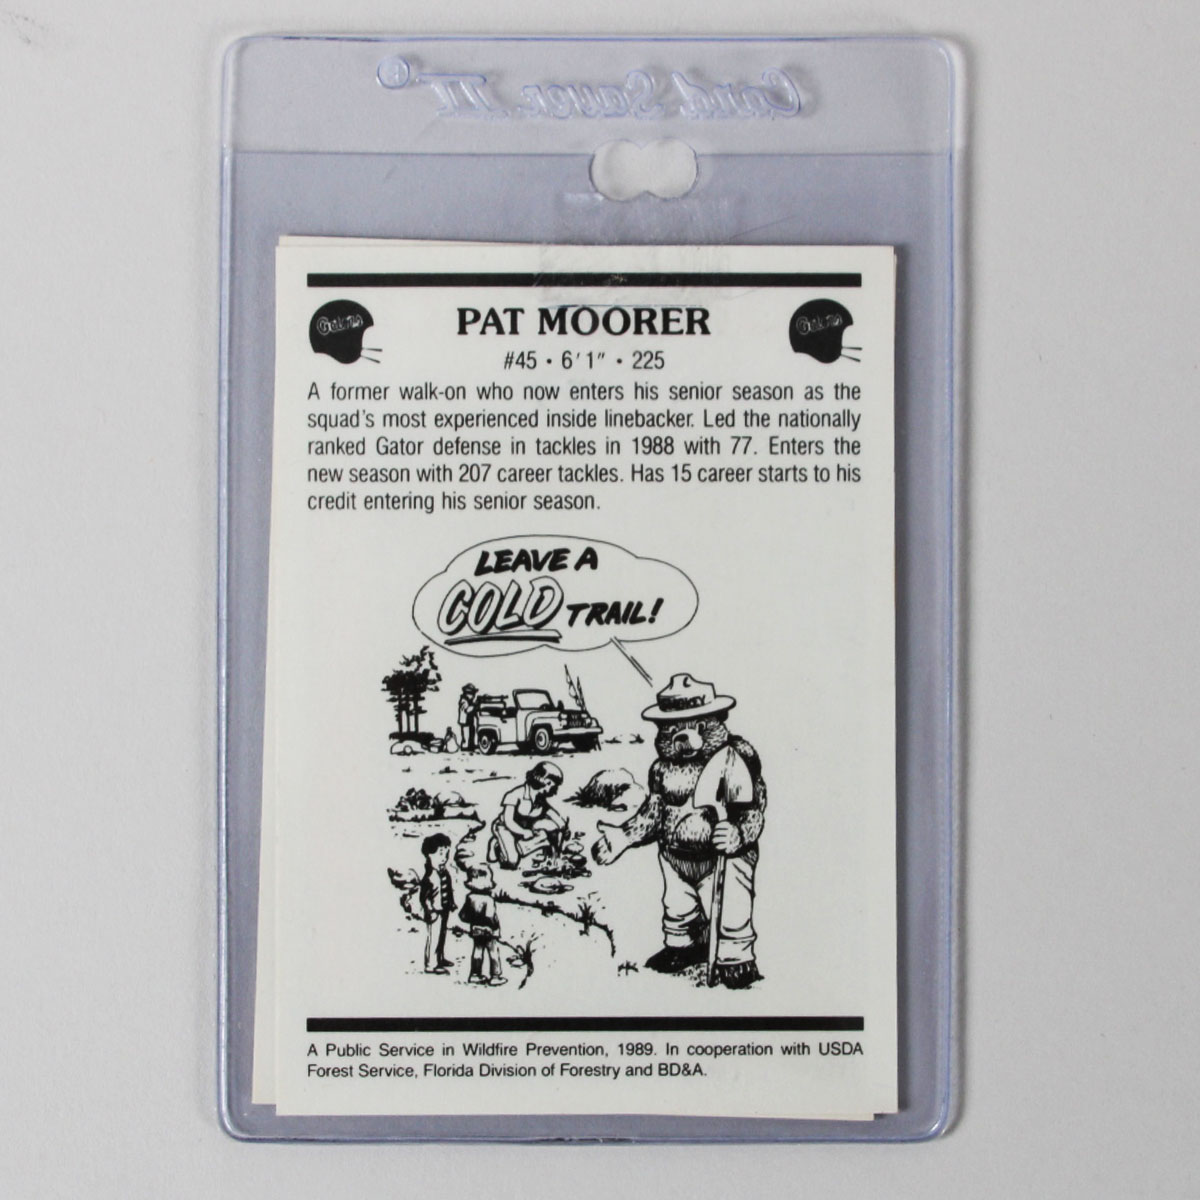 Card Saver III
Gators
PAT MOORER
Gators
#45 • 6'1" • 225
A former walk-on who now enters his senior season as the
squad's most experienced inside linebacker. Led the nationally
ranked Gator defense in tackles in 1988 with 77. Enters the
new season with 207 career tackles. Has 15 career starts to his
credit entering his senior season.
LEAVE A
COLD TRAIL!
SMOKEY
HK
A Public Service in Wildfire Prevention, 1989. In cooperation with USDA
Forest Service, Florida Division of Forestry and BD&A.